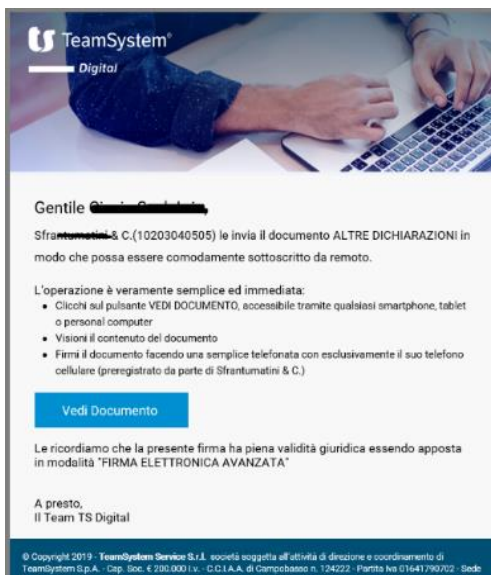 TeamSystem®
Digital
Gentile
Sfrantumatini & C.(10203040505) le invia il documento ALTRE DICHIARAZIONI in
modo che possa essere comodamente sottoscritto da remoto.
L'operazione è veramente semplice ed immediata:
• Clicchi sul pulsante VEDI DOCUMENTO, accessibile tramite qualsiasi smartphone, tablet
o personal computer
• Visioni il contenuto del documento
• Firmi il documento facendo una semplice telefonata con esclusivamente il suo telefono
cellulare (preregistrato da parte di Sfrantumatini & C.)
Vedi Documento
Le ricordiamo che la presente firma ha piena validità giuridica essendo apposta
in modalità "FIRMA ELETTRONICA AVANZATA"
A presto,
Il Team TS Digital
© Copyright 2019 - TeamSystem Service S.r.l. società soggetta all'attività di direzione e coordinamento di
TeamSystem S.p.A. - Cap. Soc. € 200.000 i.v. - C.C.I.A.A. di Campobasso n. 124222 - Partita Iva 01641790702 - Sede